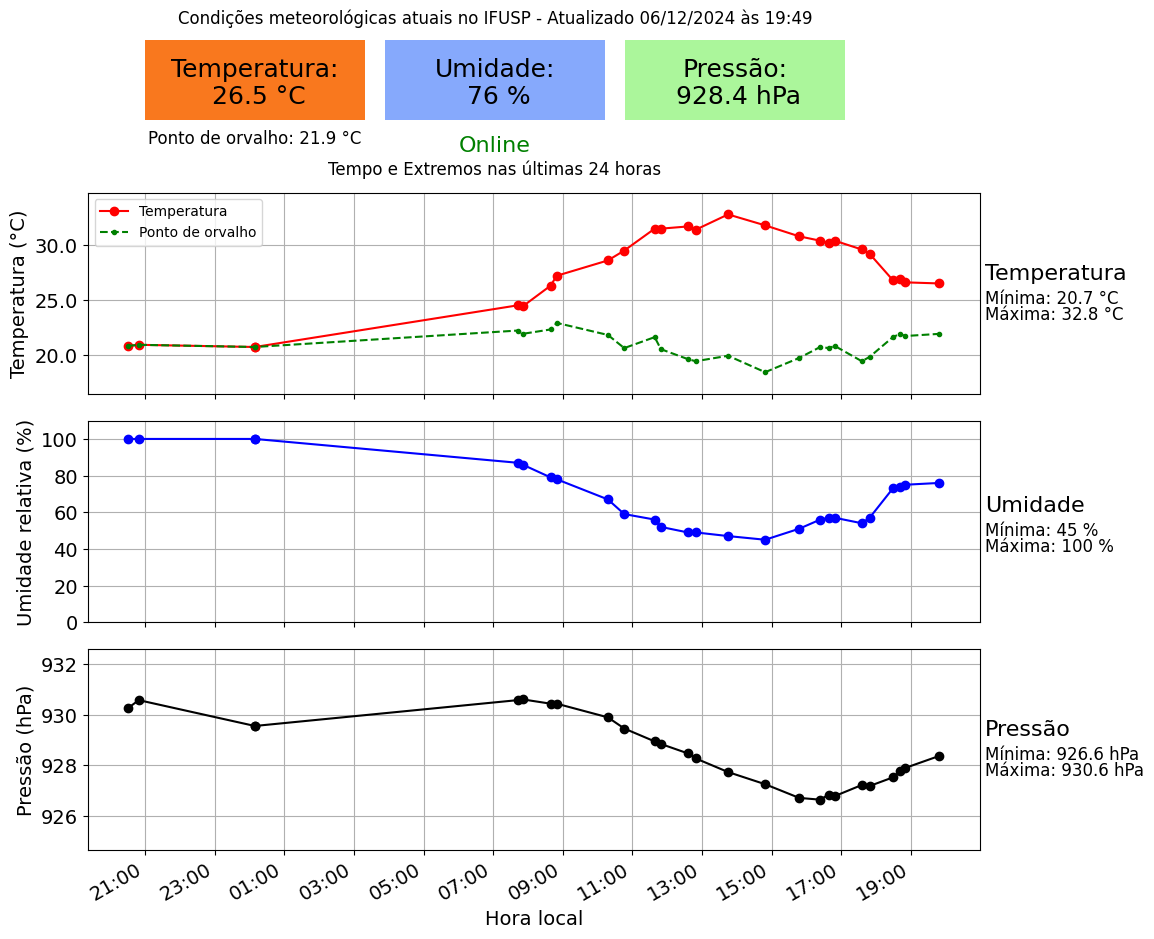 Condições meteorológicas atuais no IFUSP - Atualizado 06/12/2024 às 19:49
Temperatura:
26.5 °C
Umidade:
76 %
Pressão:
928.4 hPa
Ponto de orvalho: 21.9 °C
Online
Tempo e Extremos nas últimas 24 horas
Temperatura
Ponto de orvalho
Temperatura (°C)
30.0
25.0
20.0
Temperatura
Mínima: 20.7 °C
Máxima: 32.8 °C
Umidade relativa (%)
100
80
60
40
20
0
Umidade
Mínima: 45 %
Máxima: 100 %
Pressão (hPa)
932
930
928
926
Pressão
Mínima: 926.6 hPa
Máxima: 930.6 hPa
21:00 23:00 01:00 03:00 05:00 07:00 09:00 11:00 13:00 15:00 17:00 19:00
Hora local